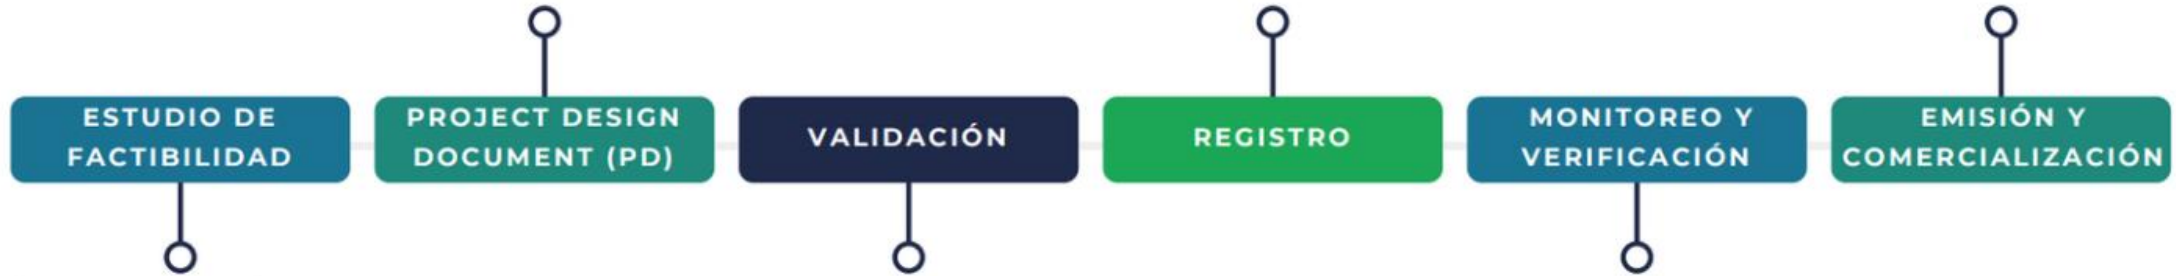 ESTUDIO DE
FACTIBILIDAD
PROJECT DESIGN
DOCUMENT (PD)
VALIDACIÓN
REGISTRO
MONITOREO Y
VERIFICACIÓN
EMISIÓN Y
COMERCIALIZACIÓN